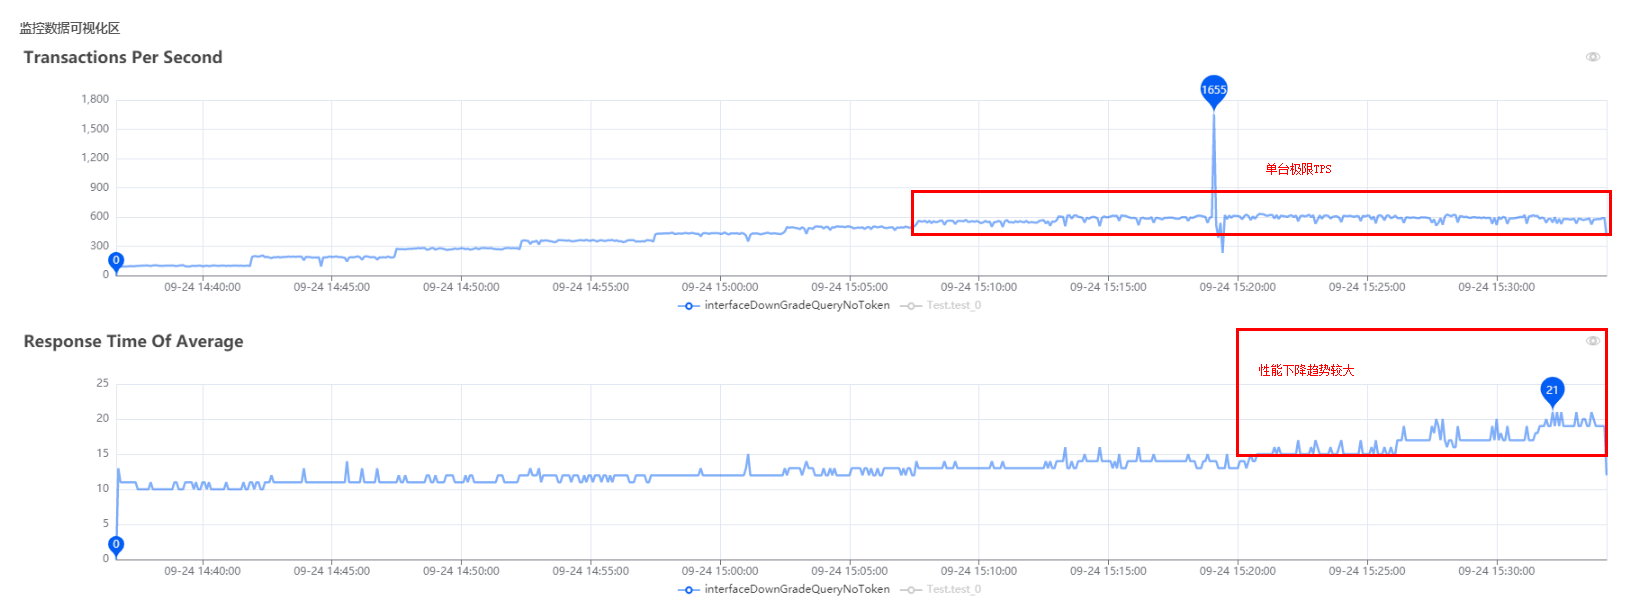 监控数据可视化区
Transactions Per Second
1655
1,800
1,500
1,200
900
600
300
0
0
单台极限TPS
09-24 14:40:00 09-24 14:45:00 09-24 14:50:00 09-24 14:55:00 09-24 15:00:00 09-24 15:05:00 09-24 15:10:00 09-24 15:15:00 09-24 15:20:00 09-24 15:25:00 09-24 15:30:00
interfaceDownGradeQueryNoToken Test.test_0
Response Time Of Average
性能下降趋势较大
21
25
20
15
10
5
0
0
09-24 14:40:00 09-24 14:45:00 09-24 14:50:00 09-24 14:55:00 09-24 15:00:00 09-24 15:05:00 09-24 15:10:00 09-24 15:15:00 09-24 15:20:00 09-24 15:25:00 09-24 15:30:00
interfaceDownGradeQueryNoToken Test.test_0